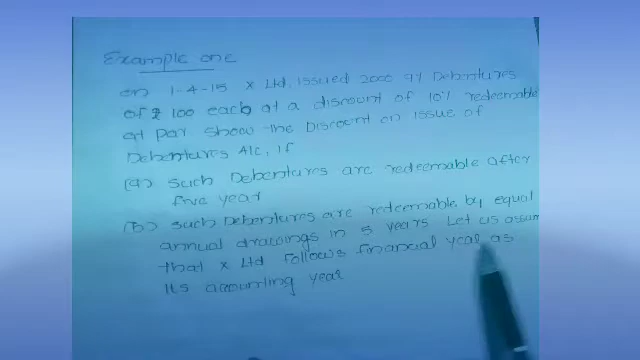 Example one
on 1-4-15 X Ltd. issued 2000 9% Debentures
of ₹ 100 each at a discount of 10% redeemable
at par show the Discount on issue of
Debentures A/c, If
(a) such Debentures are redeemable after
five year
(b) such Debentures are redeemable by equal
annual drawings in 5 years Let us assum
that X Ltd follows financial year as
its accounting year